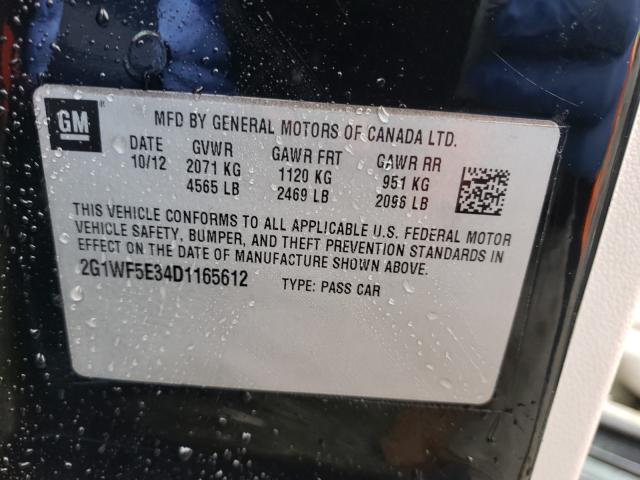 GM
MFD BY GENERAL MOTORS OF CANADA LTD.
DATE GVWR GAWR FRT GAWR RR
10/12 2071 KG 1120 KG 951 KG
4565 LB 2469 LB 2096 LB
THIS VEHICLE CONFORMS TO ALL APPLICABLE U.S. FEDERAL MOTOR
VEHICLE SAFETY, BUMPER, AND THEFT PREVENTION STANDARDS IN
EFFECT ON THE DATE OF MANUFACTURE SHOWN ABOVE.
2G1WF5E34D1165612 TYPE: PASS CAR